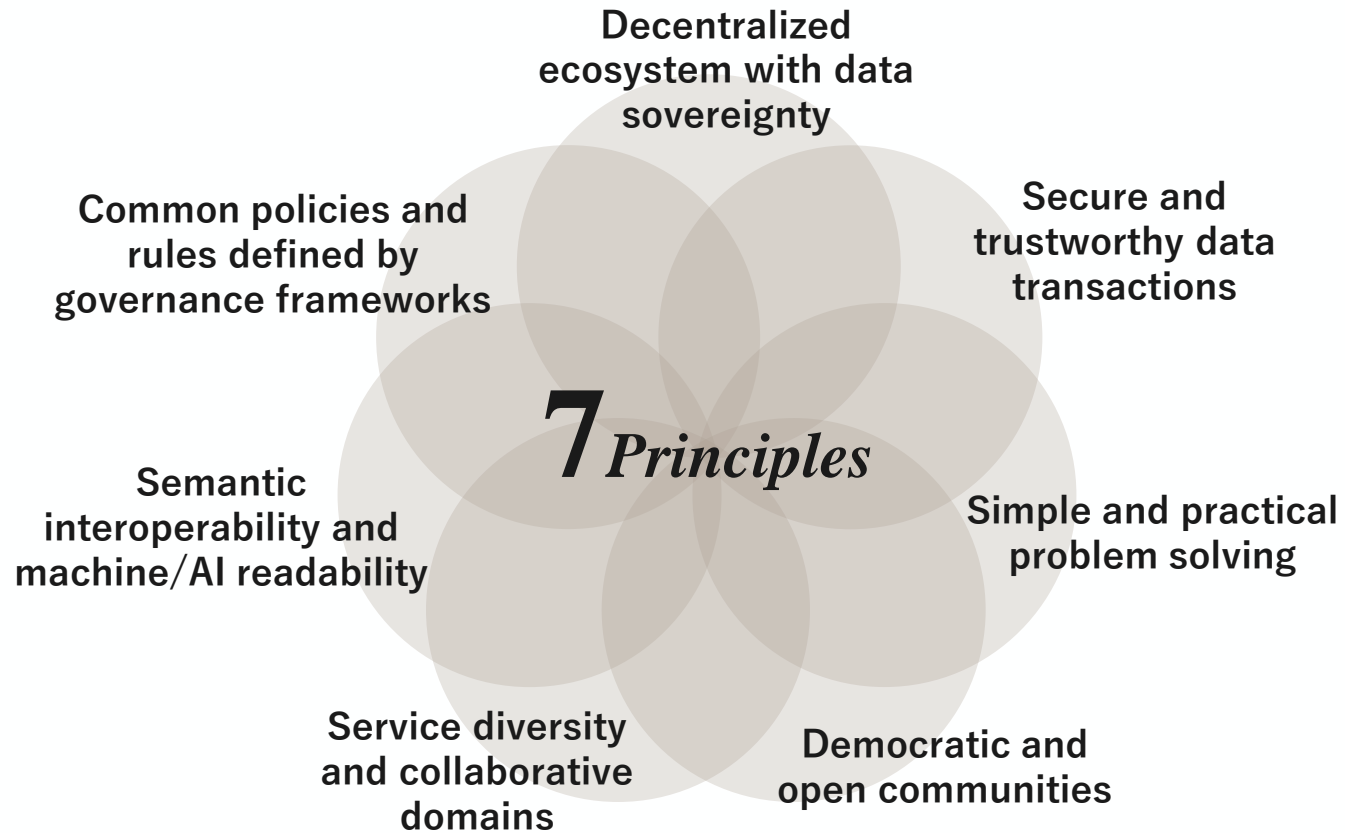 Decentralized
ecosystem with data
sovereignty
Secure and
trustworthy data
transactions
Simple and practical
problem solving
Democratic and
open communities
Service diversity
and collaborative
domains
Semantic
interoperability and
machine/AI readability
Common policies and
rules defined by
governance frameworks
7 Principles